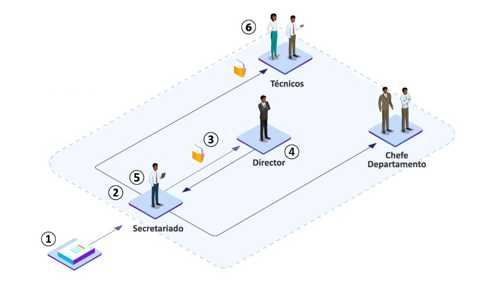 6
Técnicos
3
Director
4
Chefe
Departamento
5
2
Secretariado
1